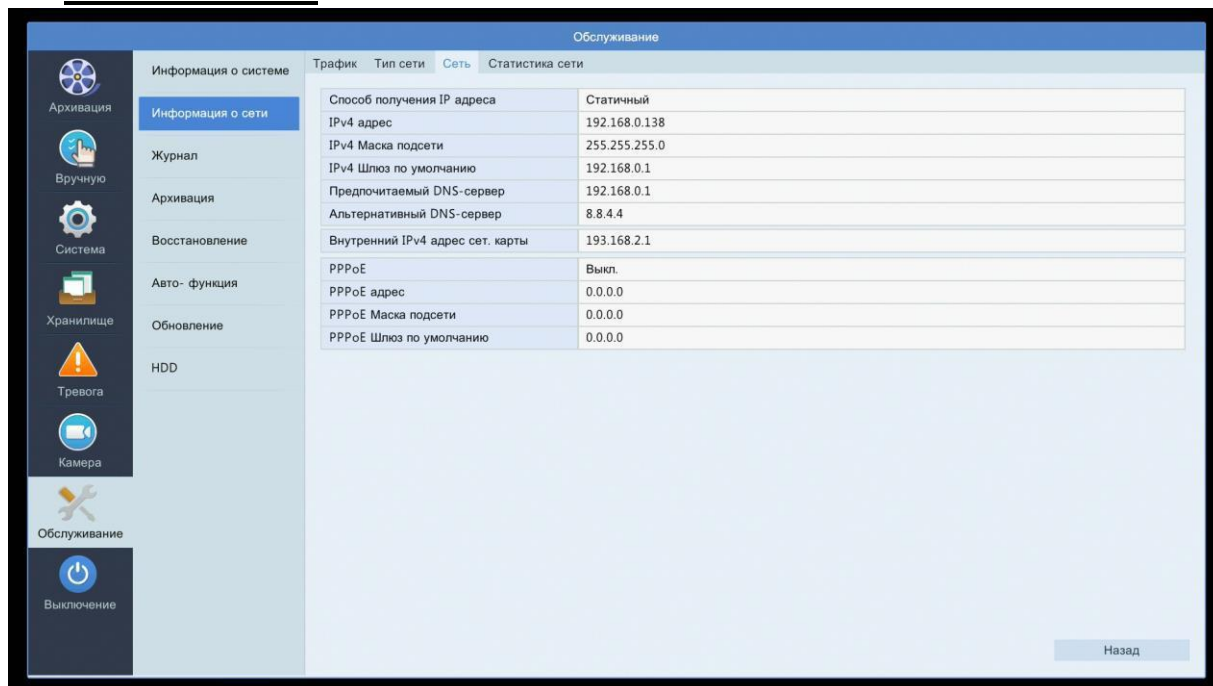 Обслуживание
Архивация
Вручную
Система
Хранилище
Тревога
Камера
Обслуживание
Выключение
Информация о системе
Информация о сети
Журнал
Архивация
Восстановление
Авто- функция
Обновление
HDD
Трафик Тип сети Сеть Статистика сети
Способ получения IP адреса Статичный
IPv4 адрес 192.168.0.138
IPv4 Маска подсети 255.255.255.0
IPv4 Шлюз по умолчанию 192.168.0.1
Предпочитаемый DNS-сервер 192.168.0.1
Альтернативный DNS-сервер 8.8.4.4
Внутренний IPv4 адрес сет. карты 193.168.2.1
PPPoE Выкл.
PPPoE адрес 0.0.0.0
PPPoE Маска подсети 0.0.0.0
PPPoE Шлюз по умолчанию 0.0.0.0
Назад